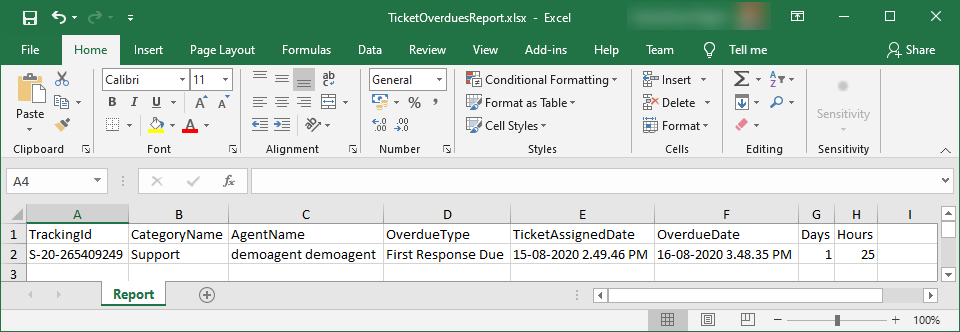 TicketOverduesReport.xlsx - Excel
File Home Insert Page Layout Formulas Data Review View Add-ins Help Team Tell me Share
Calibri 11 General Conditional Formatting Insert
Paste B I U % Format as Table Delete
Cell Styles Format Sensitivity
Clipboard Font Alignment Number Styles Cells Editing Sensitivity
A4 fx
A B C D E F G H I
1 TrackingId CategoryName AgentName OverdueType TicketAssignedDate OverdueDate Days Hours
2 S-20-265409249 Support demoagent demoagent First Response Due 15-08-2020 2.49.46 PM 16-08-2020 3.48.35 PM 1 25
3
Report
100%